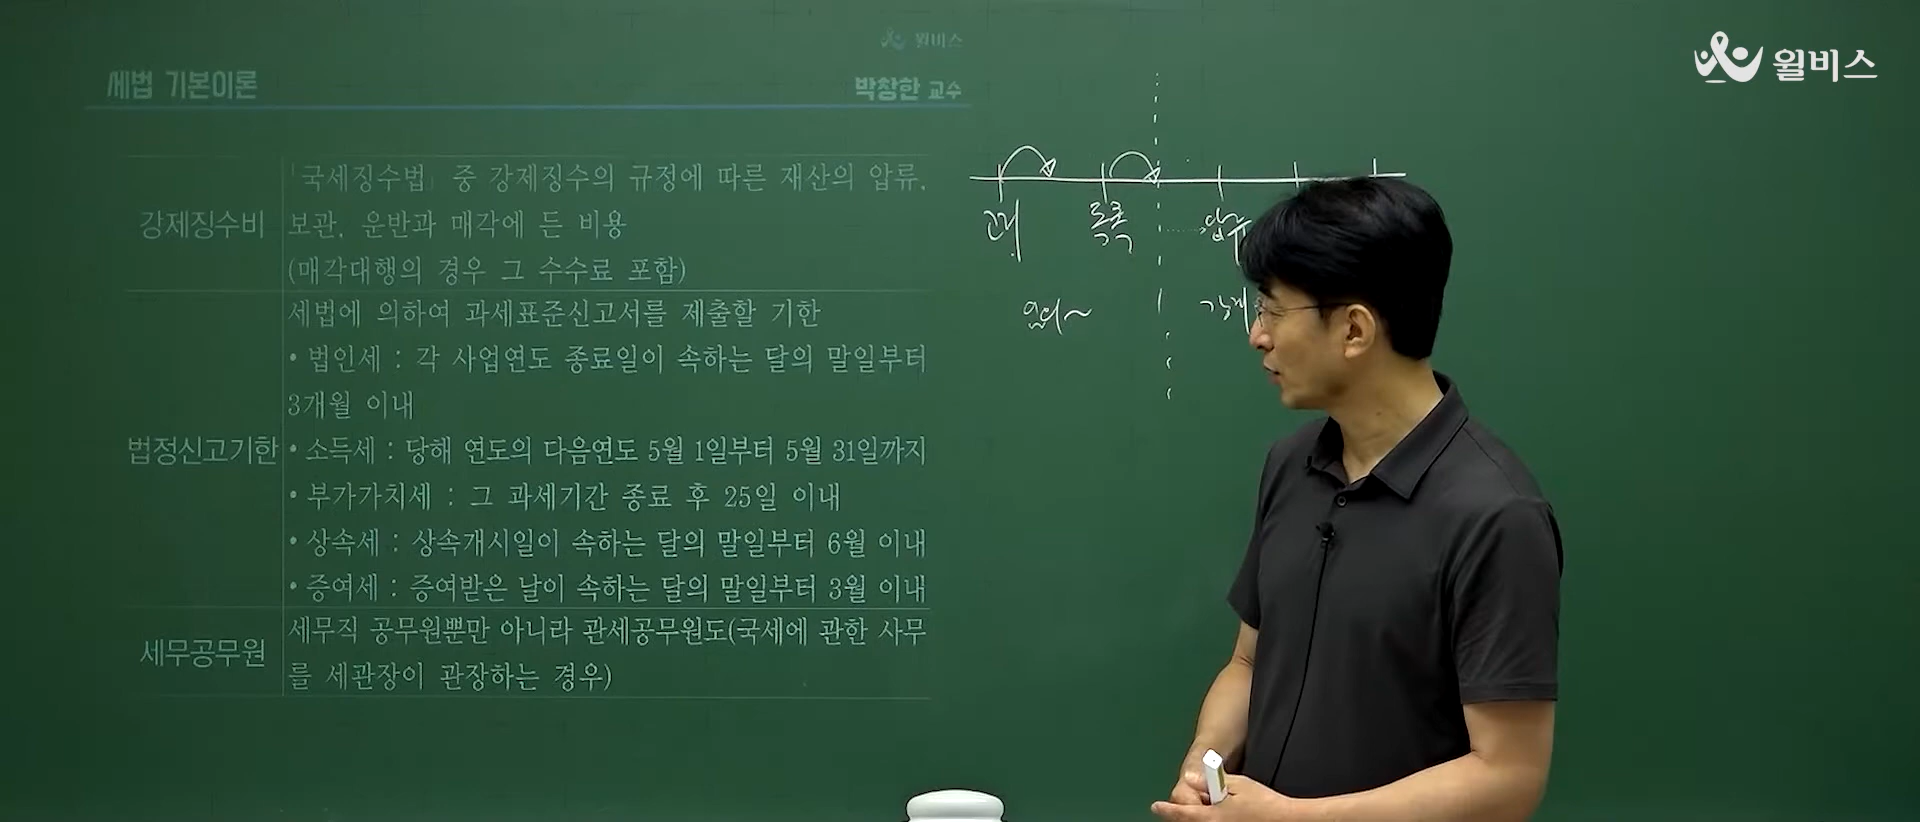 윌비스
윌비스
세법 기본이론
박창한 교수
강제징수비
「국세징수법」 중 강제징수의 규정에 따른 재산의 압류,
보관, 운반과 매각에 든 비용
(매각대행의 경우 그 수수료 포함)
법정신고기한
세법에 의하여 과세표준신고서를 제출할 기한
• 법인세 : 각 사업연도 종료일이 속하는 달의 말일부터
3개월 이내
• 소득세 : 당해 연도의 다음연도 5월 1일부터 5월 31일까지
• 부가가치세 : 그 과세기간 종료 후 25일 이내
• 상속세 : 상속개시일이 속하는 달의 말일부터 6월 이내
• 증여세 : 증여받은 날이 속하는 달의 말일부터 3월 이내
세무공무원
세무직 공무원뿐만 아니라 관세공무원도(국세에 관한 사무
를 세관장이 관장하는 경우)
고지
독촉
압류
임의~
강제